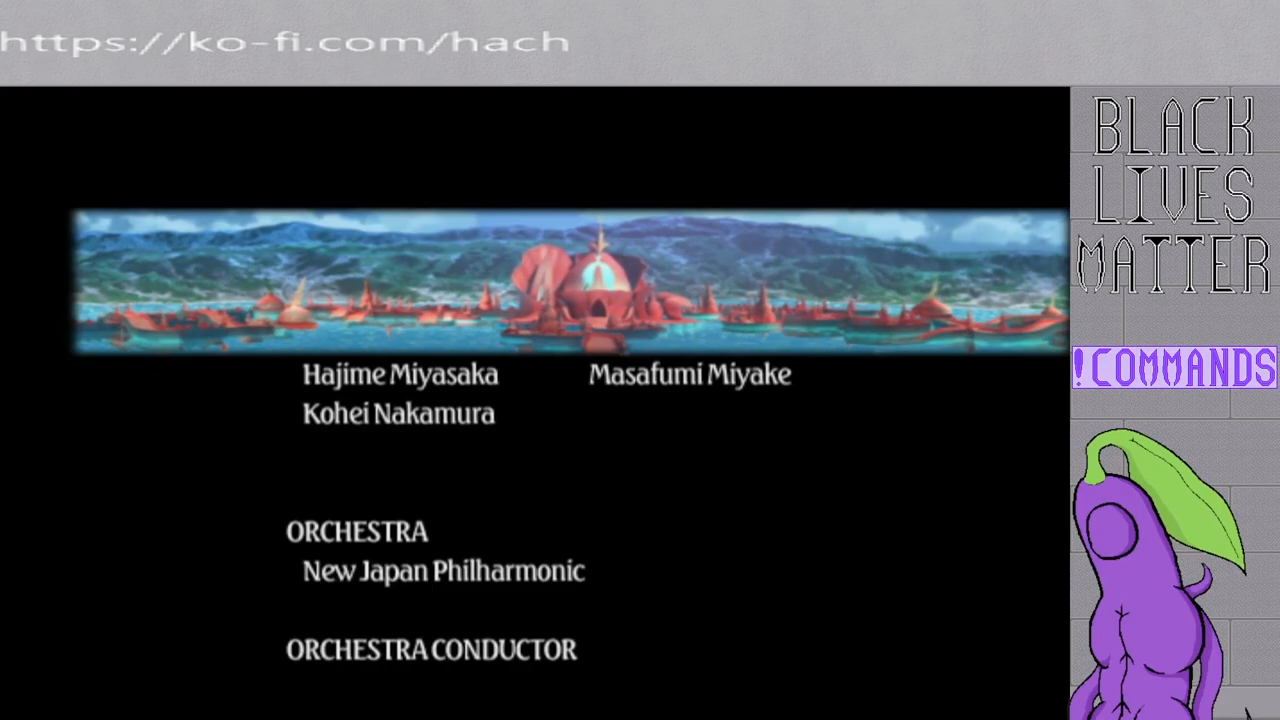 https://ko-fi.com/hach
BLACK
LIVES
MATTER
!COMMANDS
Hajime Miyasaka Masafumi Miyake
Kohei Nakamura
ORCHESTRA
New Japan Philharmonic
ORCHESTRA CONDUCTOR